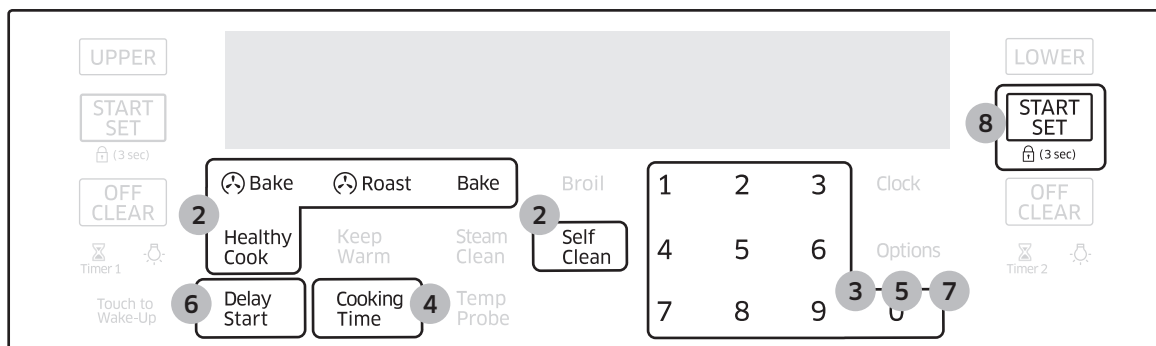 UPPER
START
SET
(3 sec)
OFF
CLEAR
Timer 1
Touch to
Wake-Up
Bake Roast Bake Broil
2 2
Healthy Keep Steam Self
Cook Warm Clean Clean
6 Delay Cooking 4 Temp
Start Time Probe
1 2 3 Clock
4 5 6 Options
3 5 7
7 8 9 0
LOWER
8 START
SET
(3 sec)
OFF
CLEAR
Timer 2